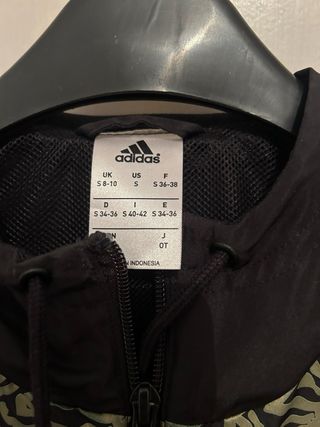 adidas
UK US F
S 8-10 S S 36-38
D I E
S 34-36 S 40-42 S 34-36
J
OT
INDONESIA